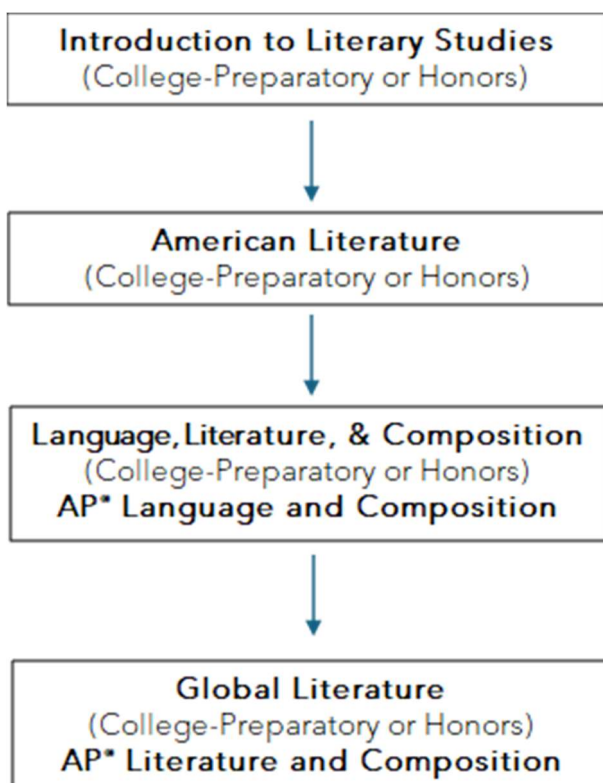 Introduction to Literary Studies
(College-Preparatory or Honors)
American Literature
(College-Preparatory or Honors)
Language, Literature, & Composition
(College-Preparatory or Honors)
AP® Language and Composition
Global Literature
(College-Preparatory or Honors)
AP® Literature and Composition